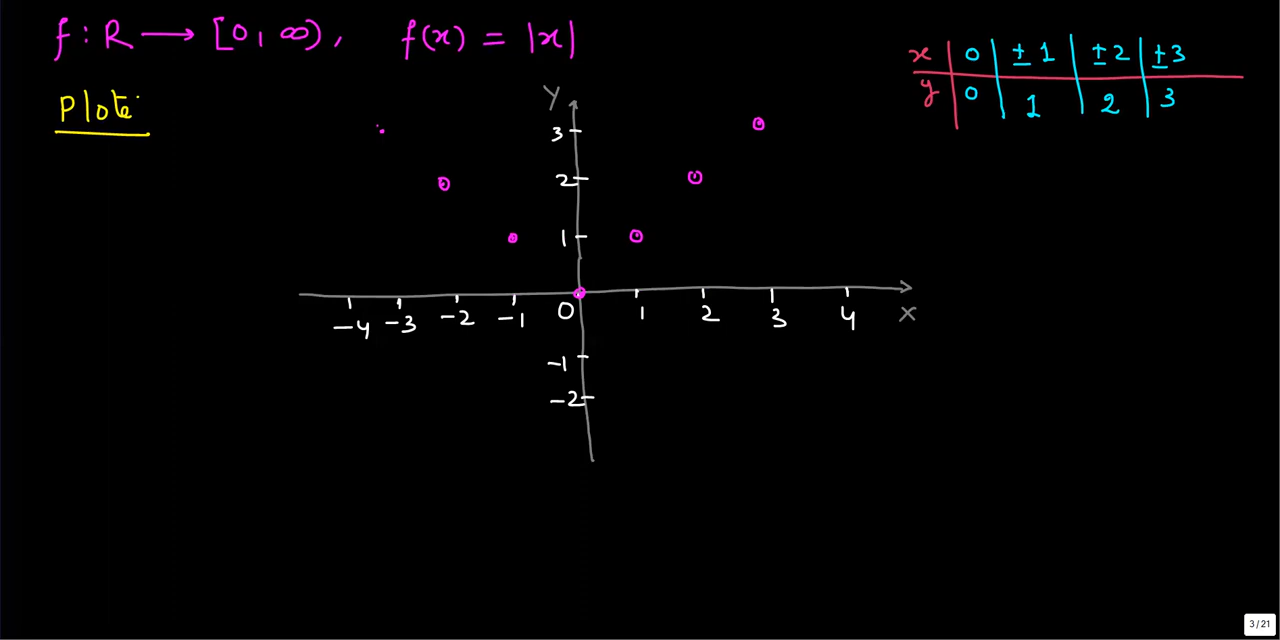 f : R ⟶ [0, ∞), f(x) = |x|
x | 0 | ±1 | ±2 | ±3
y | 0 | 1 | 2 | 3
Plot:
Y
3
2
1
-4 -3 -2 -1 0 1 2 3 4 X
-1
-2
3 / 21